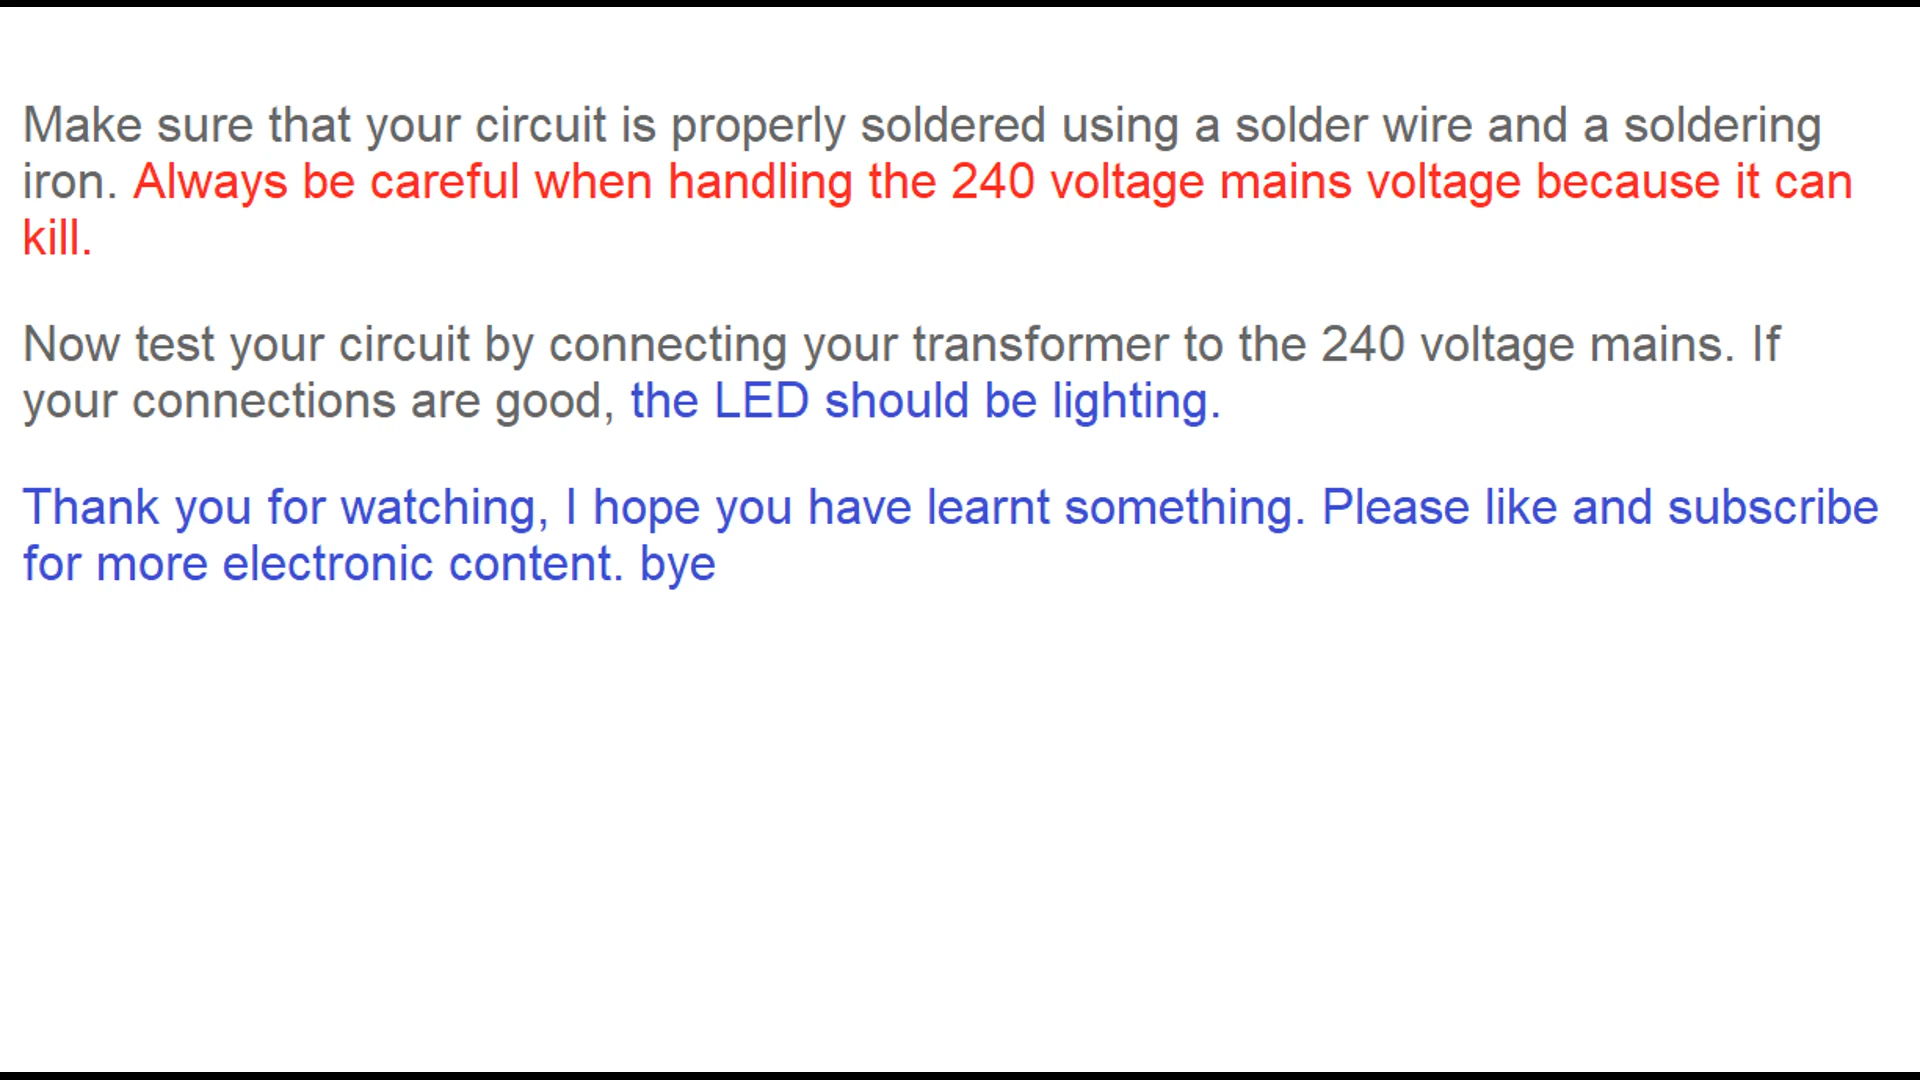 Make sure that your circuit is properly soldered using a solder wire and a soldering
iron. Always be careful when handling the 240 voltage mains voltage because it can
kill.
Now test your circuit by connecting your transformer to the 240 voltage mains. If
your connections are good, the LED should be lighting.
Thank you for watching, I hope you have learnt something. Please like and subscribe
for more electronic content. bye